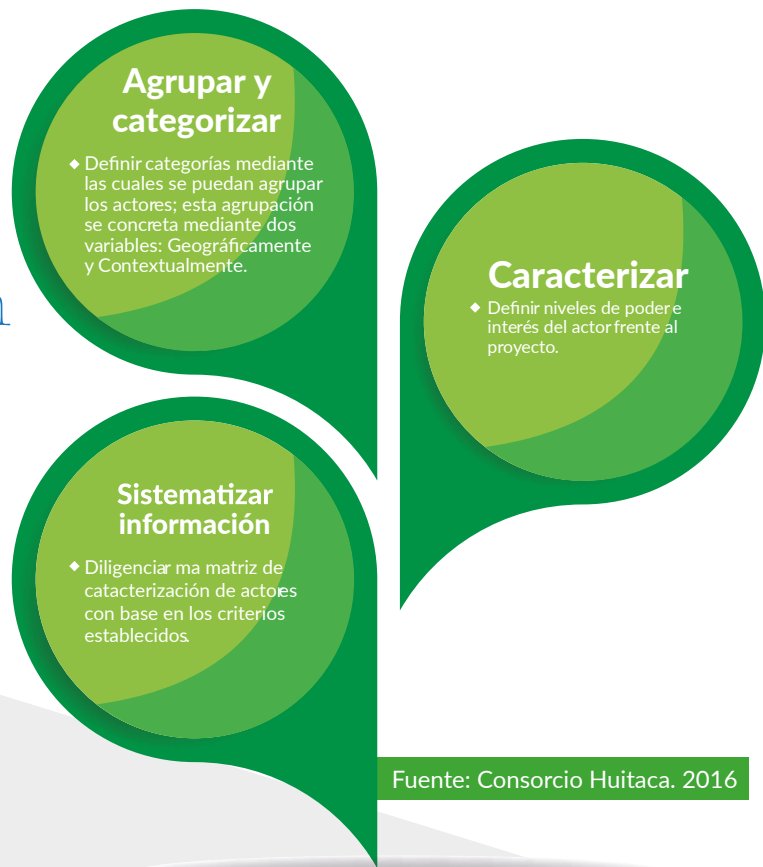 Agrupar y
categorizar
◆ Definir categorías mediante
las cuales se puedan agrupar
los actores; esta agrupación
se concreta mediante dos
variables: Geográficamente
y Contextualmente.
Caracterizar
◆ Definir niveles de poder e
interés del actor frente al
proyecto.
Sistematizar
información
◆ Diligenciar ma matriz de
catacterización de actores
con base en los criterios
establecidos.
Fuente: Consorcio Huitaca. 2016